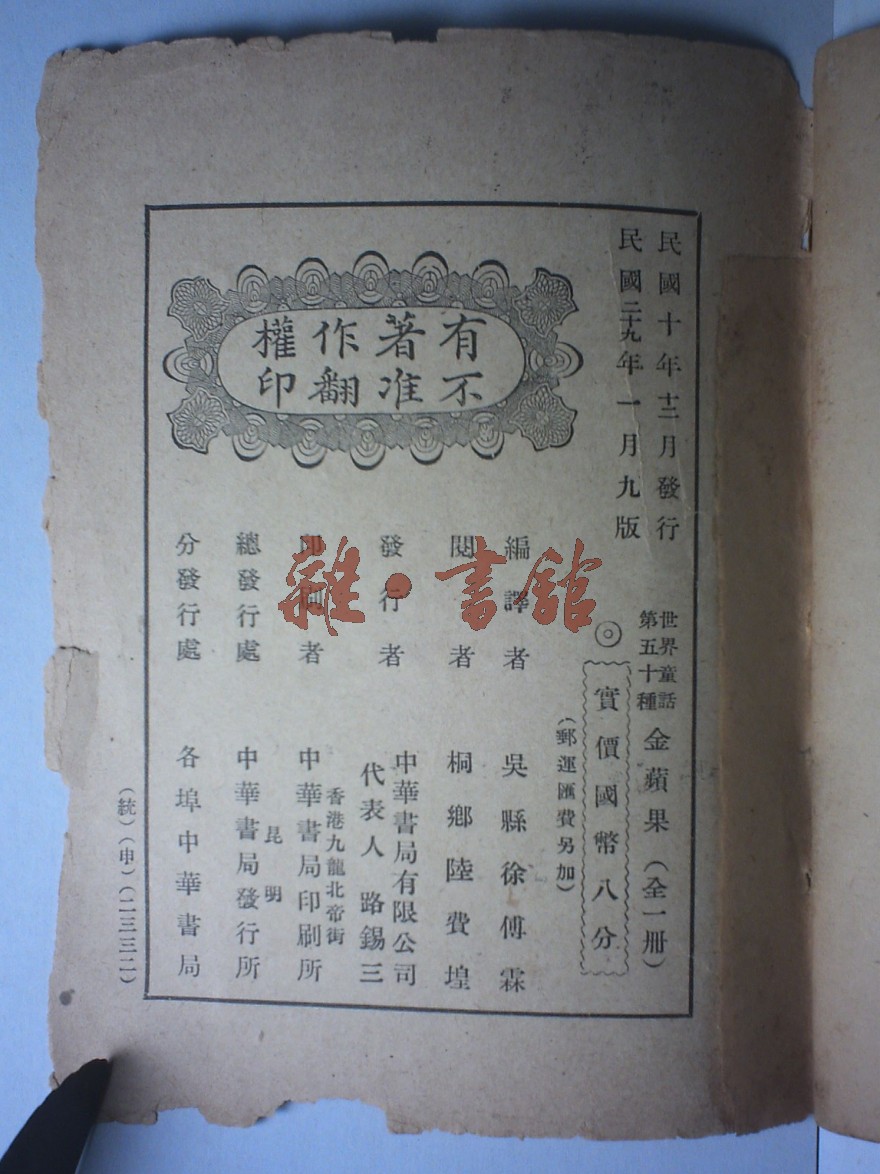 民國十年十二月發行
民國二十九年一月九版
有著作權
不准翻印
世界童話
第五十種
金蘋果（全一册）
◎實價國幣八分
（郵運匯費另加）
編譯者 吳縣徐傅霖
閱者 桐鄉陸費堭
發行者 中華書局有限公司
代表人 路錫三
印刷者 香港九龍北帝街
中華書局印刷所
總發行處 昆明
中華書局發行所
分發行處 各埠中華書局
（統）（申）（二三三二）
雜·書館